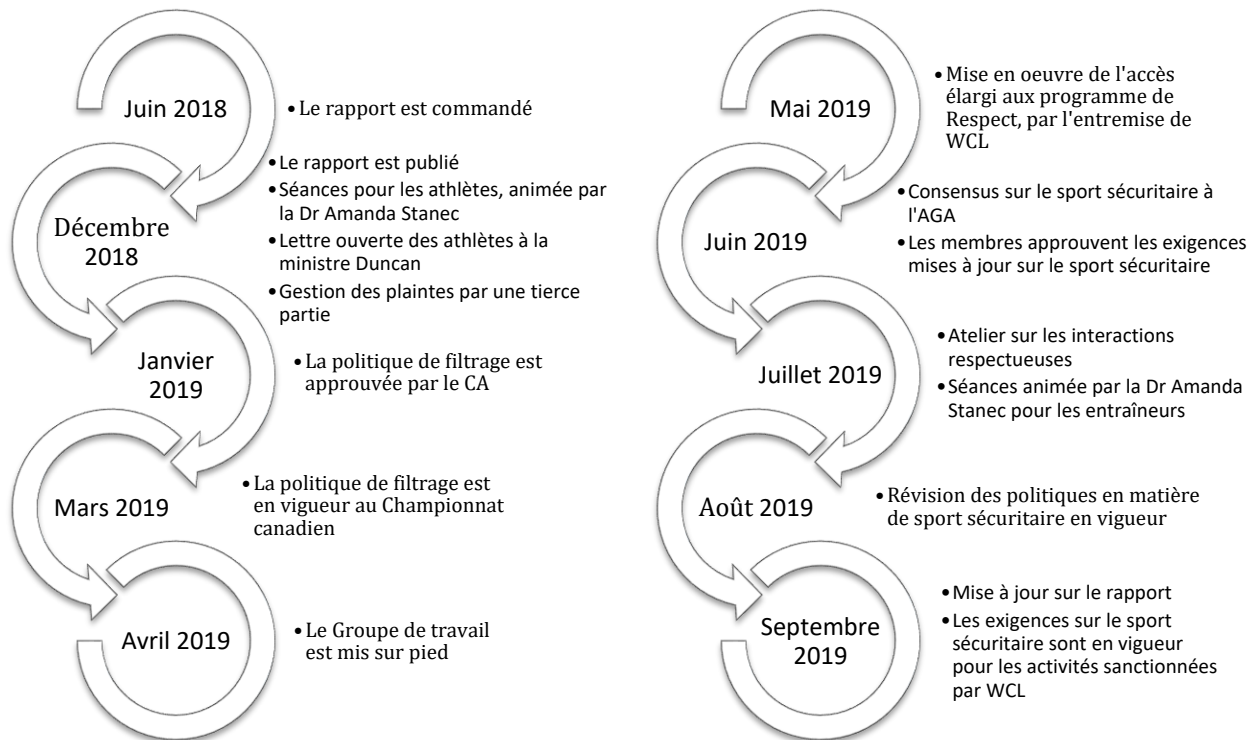 Juin 2018
• Le rapport est commandé
Décembre
2018
• Le rapport est publié
• Séances pour les athlètes, animée par
la Dr Amanda Stanec
• Lettre ouverte des athlètes à la
ministre Duncan
• Gestion des plaintes par une tierce
partie
Janvier
2019
• La politique de filtrage est
approuvée par le CA
Mars 2019
• La politique de filtrage est
en vigueur au Championnat
canadien
Avril 2019
• Le Groupe de travail
est mis sur pied
Mai 2019
• Mise en oeuvre de l'accès
élargi aux programme de
Respect, par l'entremise de
WCL
Juin 2019
• Consensus sur le sport sécuritaire à
l'AGA
• Les membres approuvent les exigences
mises à jour sur le sport sécuritaire
Juillet 2019
• Atelier sur les interactions
respectueuses
• Séances animée par la Dr Amanda
Stanec pour les entraîneurs
Août 2019
• Révision des politiques en matière
de sport sécuritaire en vigueur
Septembre
2019
• Mise à jour sur le rapport
• Les exigences sur le sport
sécuritaire sont en vigueur
pour les activités sanctionnées
par WCL